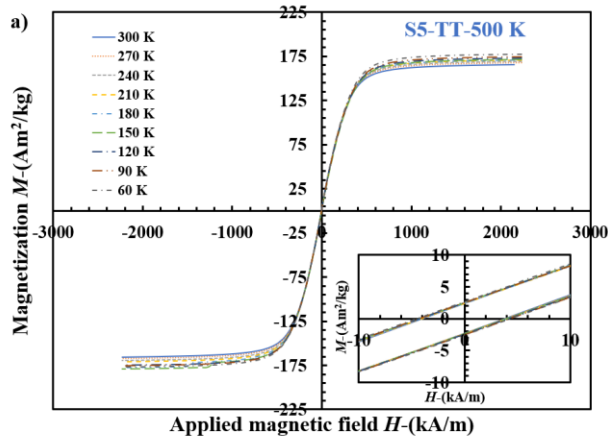 a)
S5-TT-500 K
Magnetization M-(Am²/kg)
225
175
125
75
25
-25
-75
-125
-175
-225
-3000
-2000
-1000
0
1000
2000
3000
300 K
270 K
240 K
210 K
180 K
150 K
120 K
90 K
60 K
M-(Am²/kg)
10
5
0
-5
-10
-10
0
10
H-(kA/m)
Applied magnetic field H-(kA/m)